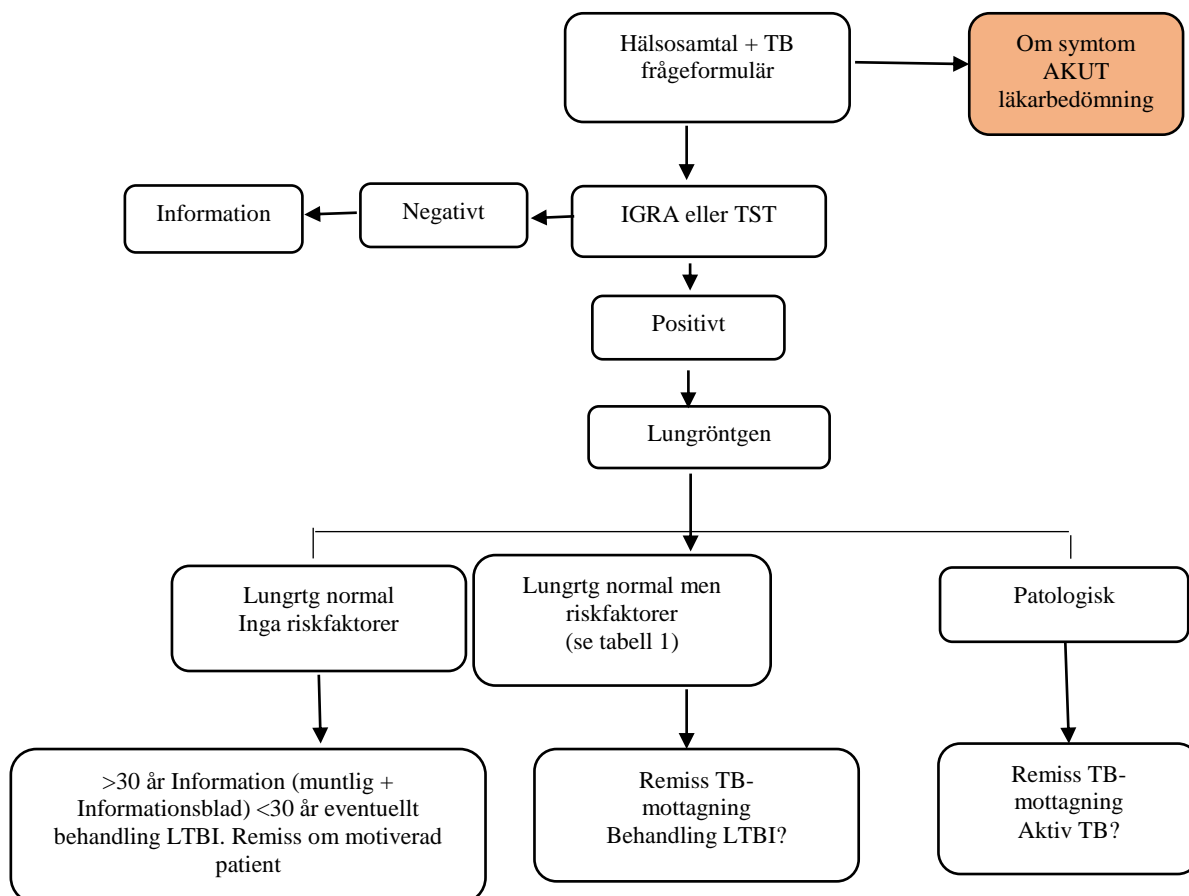 Hälsosamtal + TB
frågeformulär
Om symtom
AKUT
läkarbedömning
Information
Negativt
IGRA eller TST
Positivt
Lungröntgen
Lungrtg normal
Inga riskfaktorer
Lungrtg normal men
riskfaktorer
(se tabell 1)
Patologisk
>30 år Information (muntlig +
Informationsblad) <30 år eventuellt
behandling LTBI. Remiss om motiverad
patient
Remiss TB-
mottagning
Behandling LTBI?
Remiss TB-
mottagning
Aktiv TB?